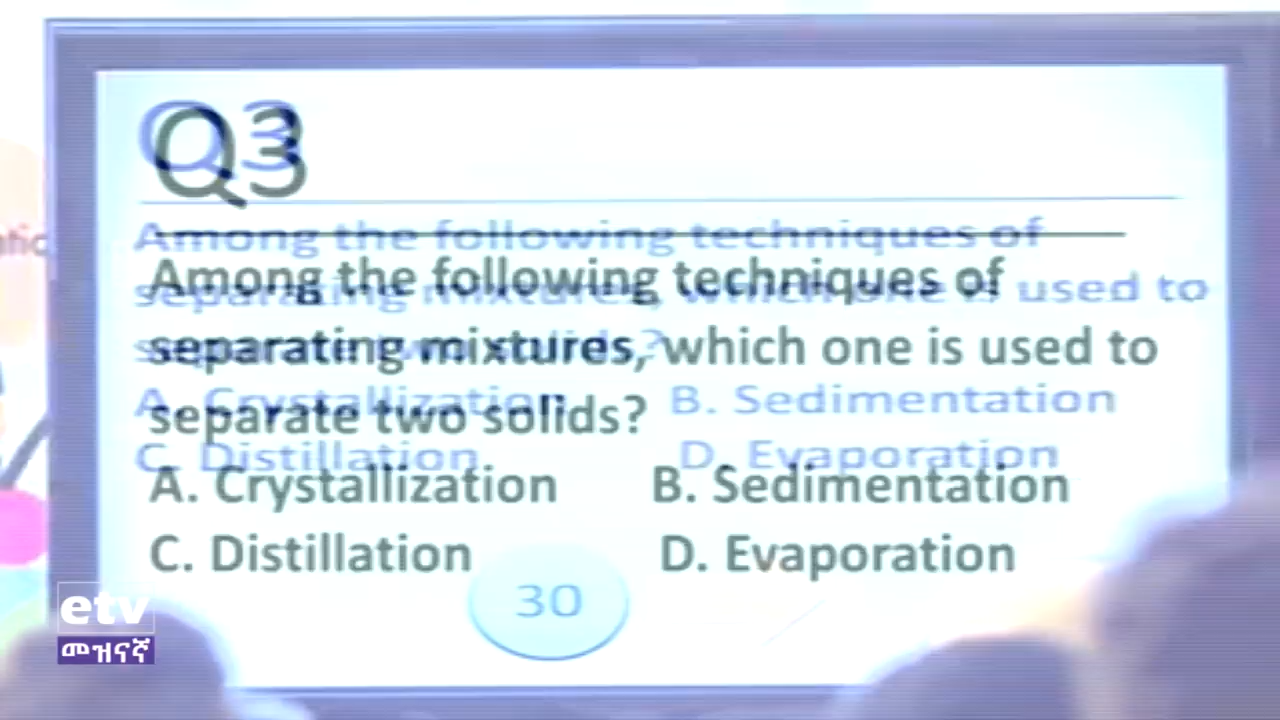 Q3
Among the following techniques of
separating mixtures, which one is used to
separate two solids?
A. Crystallization B. Sedimentation
C. Distillation D. Evaporation
30
etv
መዝናኛ